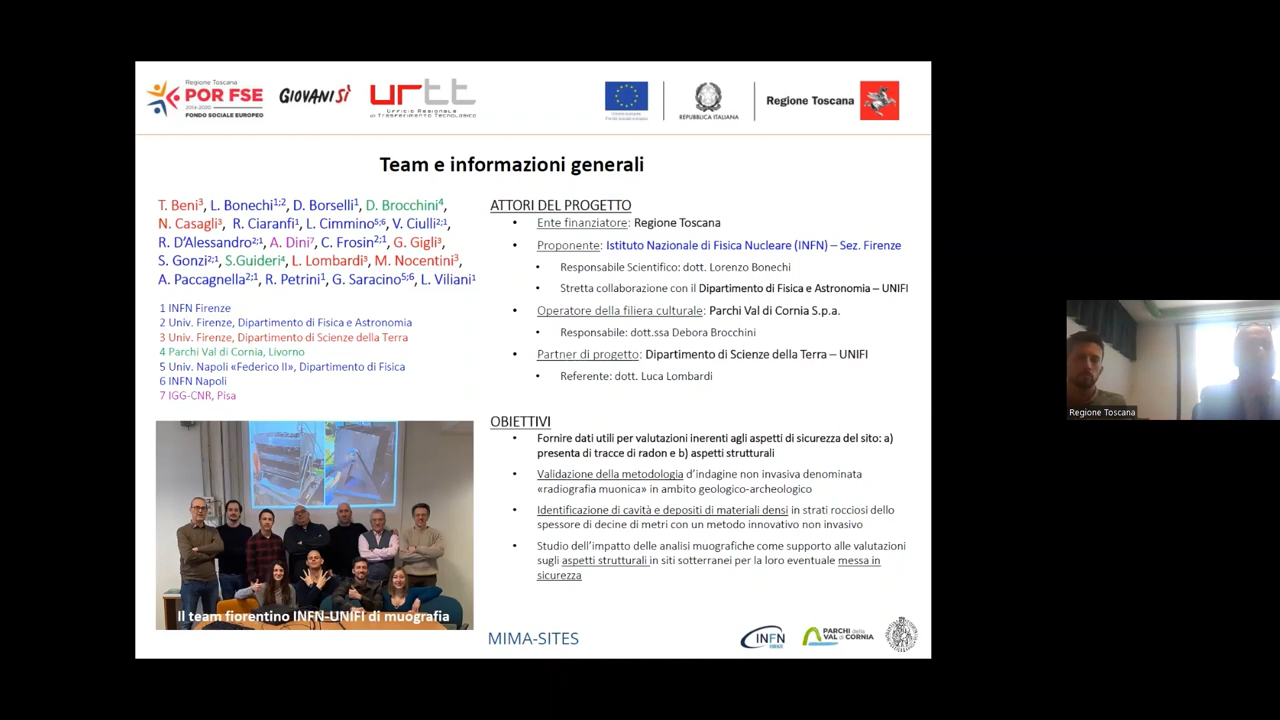 Regione Toscana
POR FSE
2014-2020
FONDO SOCIALE EUROPEO
GIOVANISÌ
urtt
Ufficio Regionale
di Trasferimento Tecnologico
Unione europea
Fondo sociale europeo
REPUBBLICA ITALIANA
Regione Toscana
Team e informazioni generali
T. Beni³, L. Bonechi¹;², D. Borselli¹, D. Brocchini⁴,
N. Casagli³, R. Ciaranfi¹, L. Cimmino⁵;⁶, V. Ciulli²;¹,
R. D’Alessandro²;¹, A. Dini⁷, C. Frosin²;¹, G. Gigli³,
S. Gonzi²;¹, S.Guideri⁴, L. Lombardi³, M. Nocentini³,
A. Paccagnella²;¹, R. Petrini¹, G. Saracino⁵;⁶, L. Viliani¹
1 INFN Firenze
2 Univ. Firenze, Dipartimento di Fisica e Astronomia
3 Univ. Firenze, Dipartimento di Scienze della Terra
4 Parchi Val di Cornia, Livorno
5 Univ. Napoli «Federico II», Dipartimento di Fisica
6 INFN Napoli
7 IGG-CNR, Pisa
Il team fiorentino INFN-UNIFI di muografia
ATTORI DEL PROGETTO
• Ente finanziatore: Regione Toscana
• Proponente: Istituto Nazionale di Fisica Nucleare (INFN) – Sez. Firenze
• Responsabile Scientifico: dott. Lorenzo Bonechi
• Stretta collaborazione con il Dipartimento di Fisica e Astronomia – UNIFI
• Operatore della filiera culturale: Parchi Val di Cornia S.p.a.
• Responsabile: dott.ssa Debora Brocchini
• Partner di progetto: Dipartimento di Scienze della Terra – UNIFI
• Referente: dott. Luca Lombardi
OBIETTIVI
• Fornire dati utili per valutazioni inerenti agli aspetti di sicurezza del sito: a)
presenta di tracce di radon e b) aspetti strutturali
• Validazione della metodologia d’indagine non invasiva denominata
«radiografia muonica» in ambito geologico-archeologico
• Identificazione di cavità e depositi di materiali densi in strati rocciosi dello
spessore di decine di metri con un metodo innovativo non invasivo
• Studio dell’impatto delle analisi muografiche come supporto alle valutazioni
sugli aspetti strutturali in siti sotterranei per la loro eventuale messa in
sicurezza
MIMA-SITES
INFN
FIRENZE
PARCHI DELLA
VAL DI CORNIA
Regione Toscana